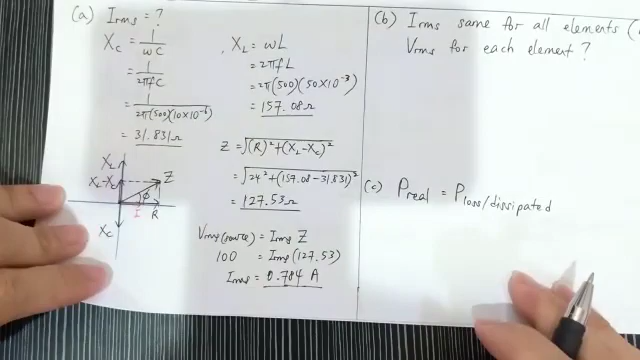 (a) Irms = ?
Xc = 1/ωC
= 1/2πfC
= 1/2π(500)(10×10⁻⁶)
= 31.831Ω
XL = ωL
= 2πfL
= 2π(500)(50×10⁻³)
= 157.08Ω
Z = √(R)²+(XL-Xc)²
= √24²+(157.08-31.831)²
= 127.53Ω
XL
XL-Xc
Z
ϕ
I
R
Xc
Vrms(source) = Irms Z
100 = Irms(127.53)
Irms = 0.784 A
(b) Irms same for all elements
Vrms for each element ?
(c) Preal = Ploss/dissipated